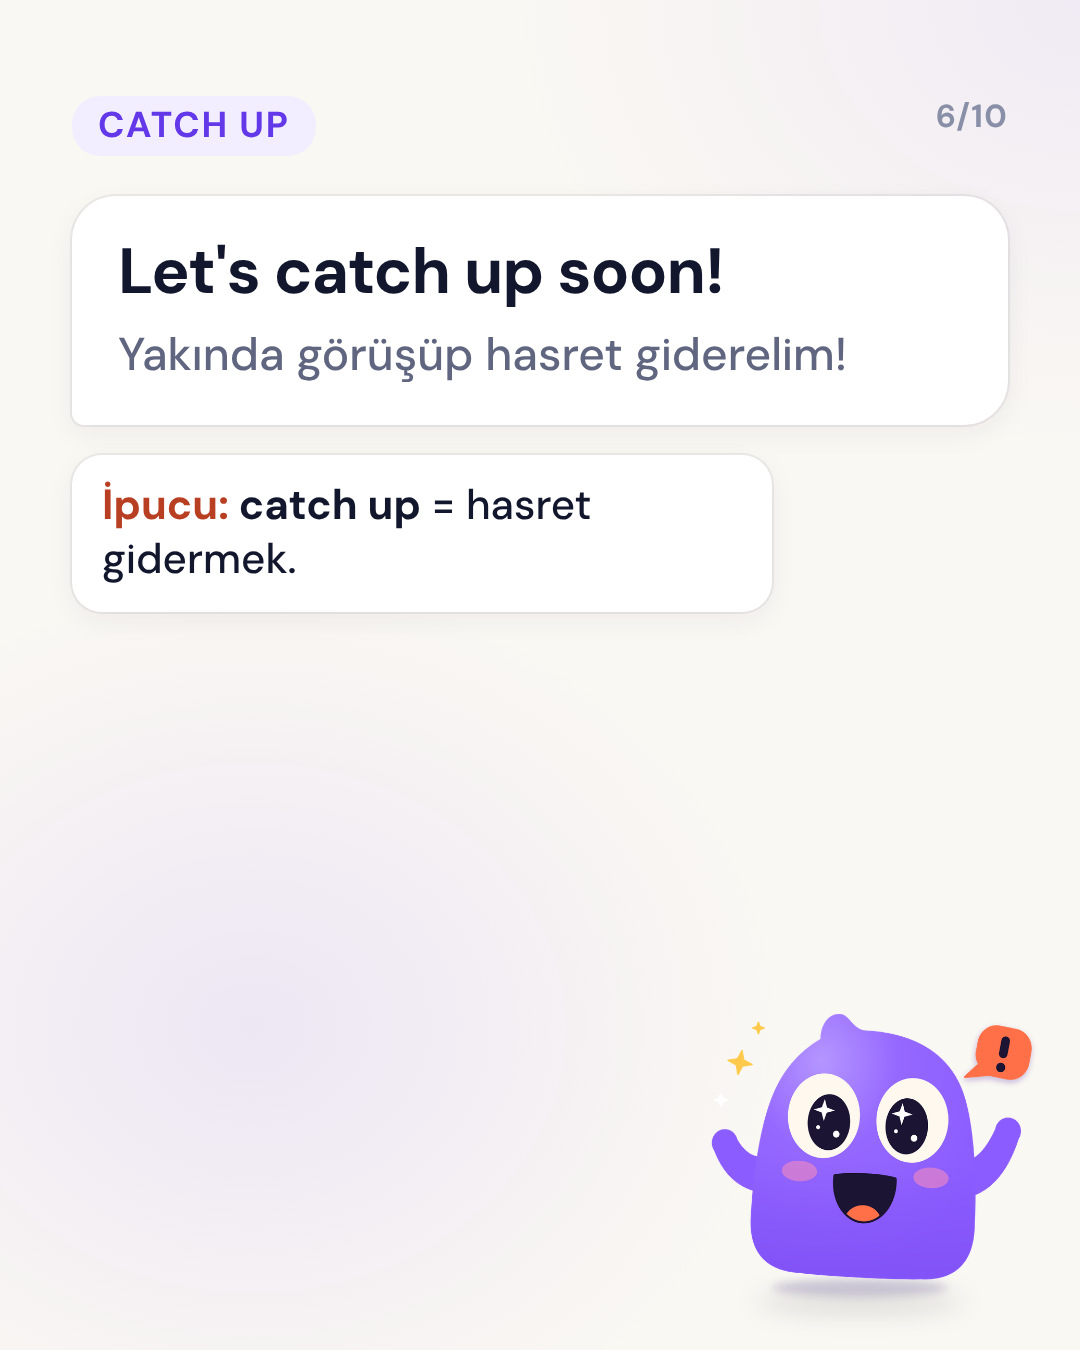 CATCH UP
6/10
Let's catch up soon!
Yakında görüşüp hasret giderelim!
İpucu: catch up = hasret
gidermek.
!